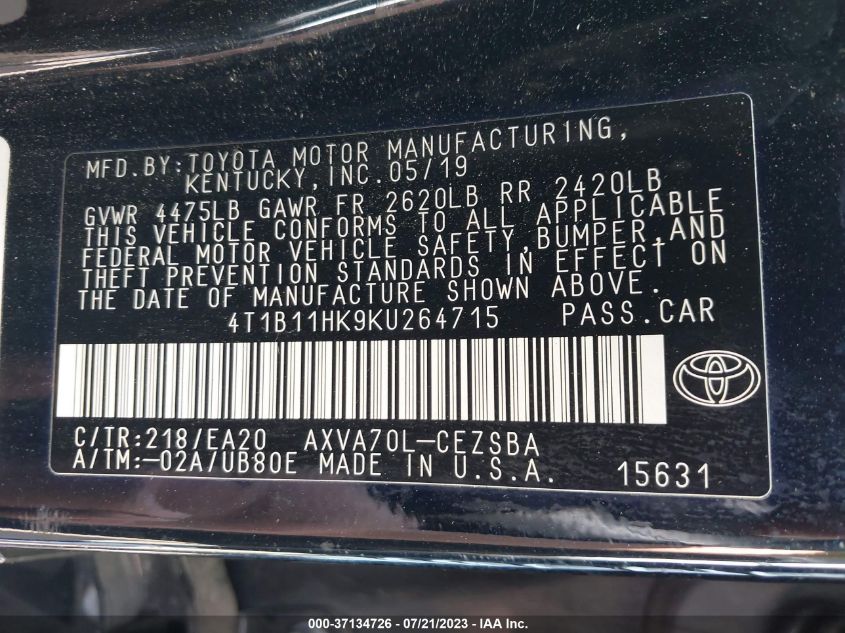 MFD.BY:TOYOTA MOTOR MANUFACTURING,
KENTUCKY,INC.05/19
GVWR 4475LB GAWR FR 2620LB RR 2420LB
THIS VEHICLE CONFORMS TO ALL APPLICABLE
FEDERAL MOTOR VEHICLE SAFETY,BUMPER,AND
THEFT PREVENTION STANDARDS IN EFFECT ON
THE DATE OF MANUFACTURE SHOWN ABOVE.
4T1B11HK9KU264715 PASS.CAR
C/TR:218/EA20 AXVA70L-CEZSBA
A/TM:-02A/UB80E MADE IN U.S.A. 15631
000-37134726 - 07/21/2023 - IAA Inc.